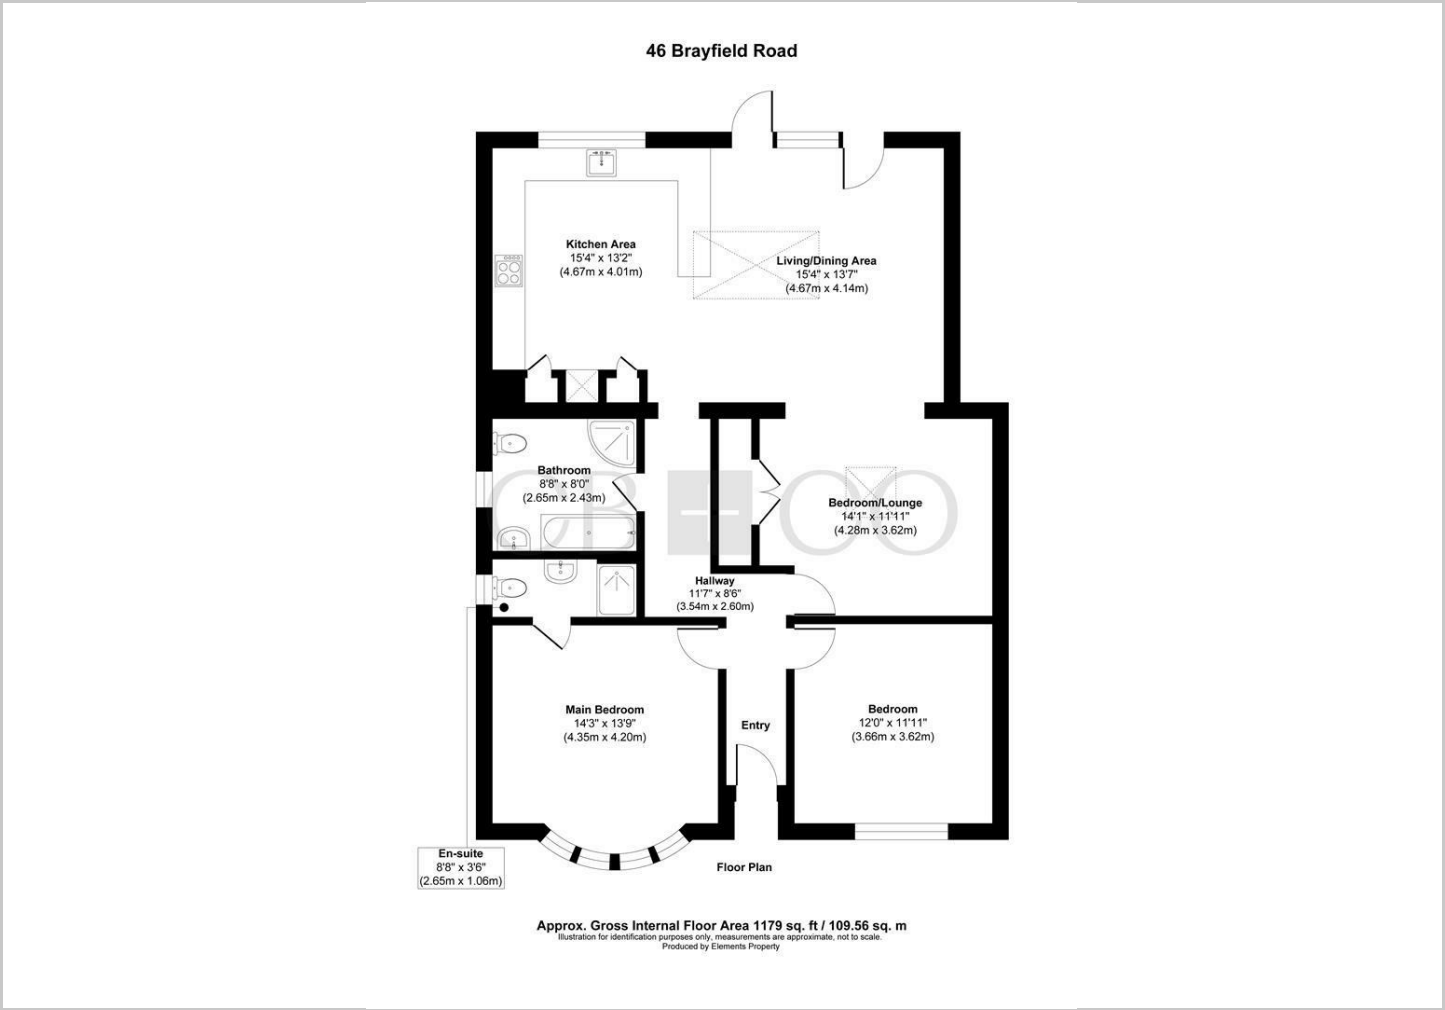 46 Brayfield Road
Kitchen Area
15'4" x 13'2"
(4.67m x 4.01m)
Living/Dining Area
15'4" x 13'7"
(4.67m x 4.14m)
Bathroom
8'8" x 8'0"
(2.65m x 2.43m)
CB+CO
Bedroom/Lounge
14'1" x 11'11"
(4.28m x 3.62m)
Hallway
11'7" x 8'6"
(3.54m x 2.60m)
Main Bedroom
14'3" x 13'9"
(4.35m x 4.20m)
Entry
Bedroom
12'0" x 11'11"
(3.66m x 3.62m)
En-suite
8'8" x 3'6"
(2.65m x 1.06m)
Floor Plan
Approx. Gross Internal Floor Area 1179 sq. ft / 109.56 sq. m
Illustration for identification purposes only, measurements are approximate, not to scale.
Produced by Elements Property